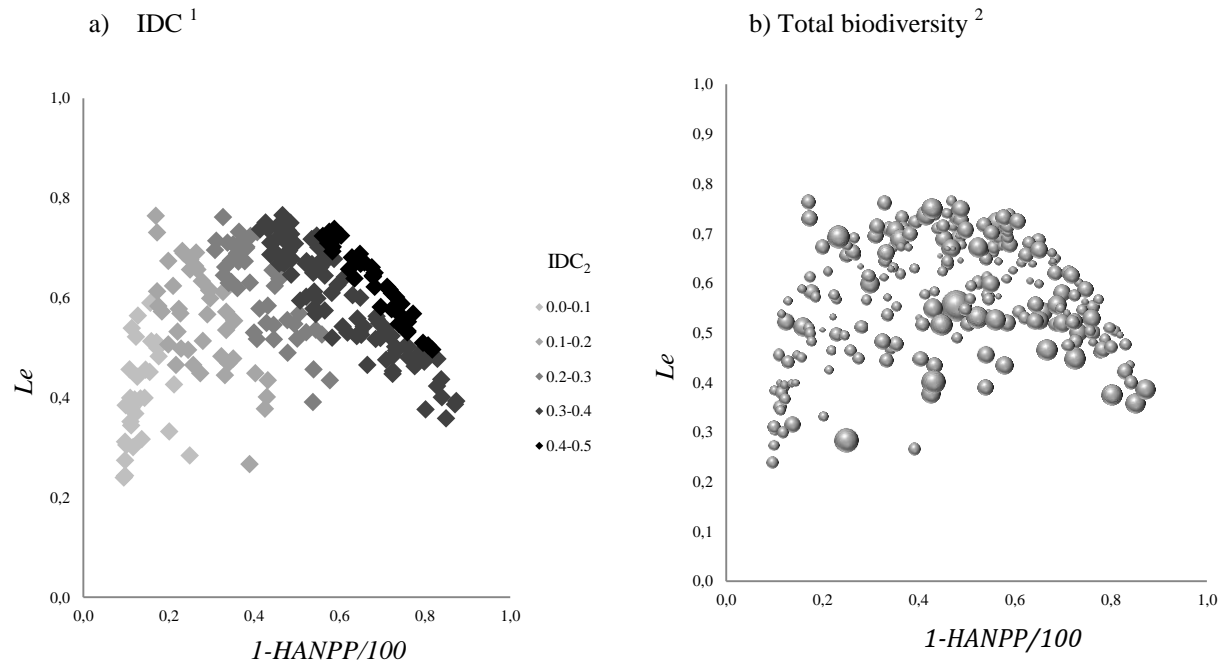 a) IDC 1
1,0
0,8
0,6
0,4
0,2
0,0
Le
0,0 0,2 0,4 0,6 0,8 1,0
1-HANPP/100
IDC2
0.0-0.1
0.1-0.2
0.2-0.3
0.3-0.4
0.4-0.5
b) Total biodiversity 2
1,0
0,9
0,8
0,7
0,6
0,5
0,4
0,3
0,2
0,1
0,0
Le
0,0 0,2 0,4 0,6 0,8 1,0
1-HANPP/100